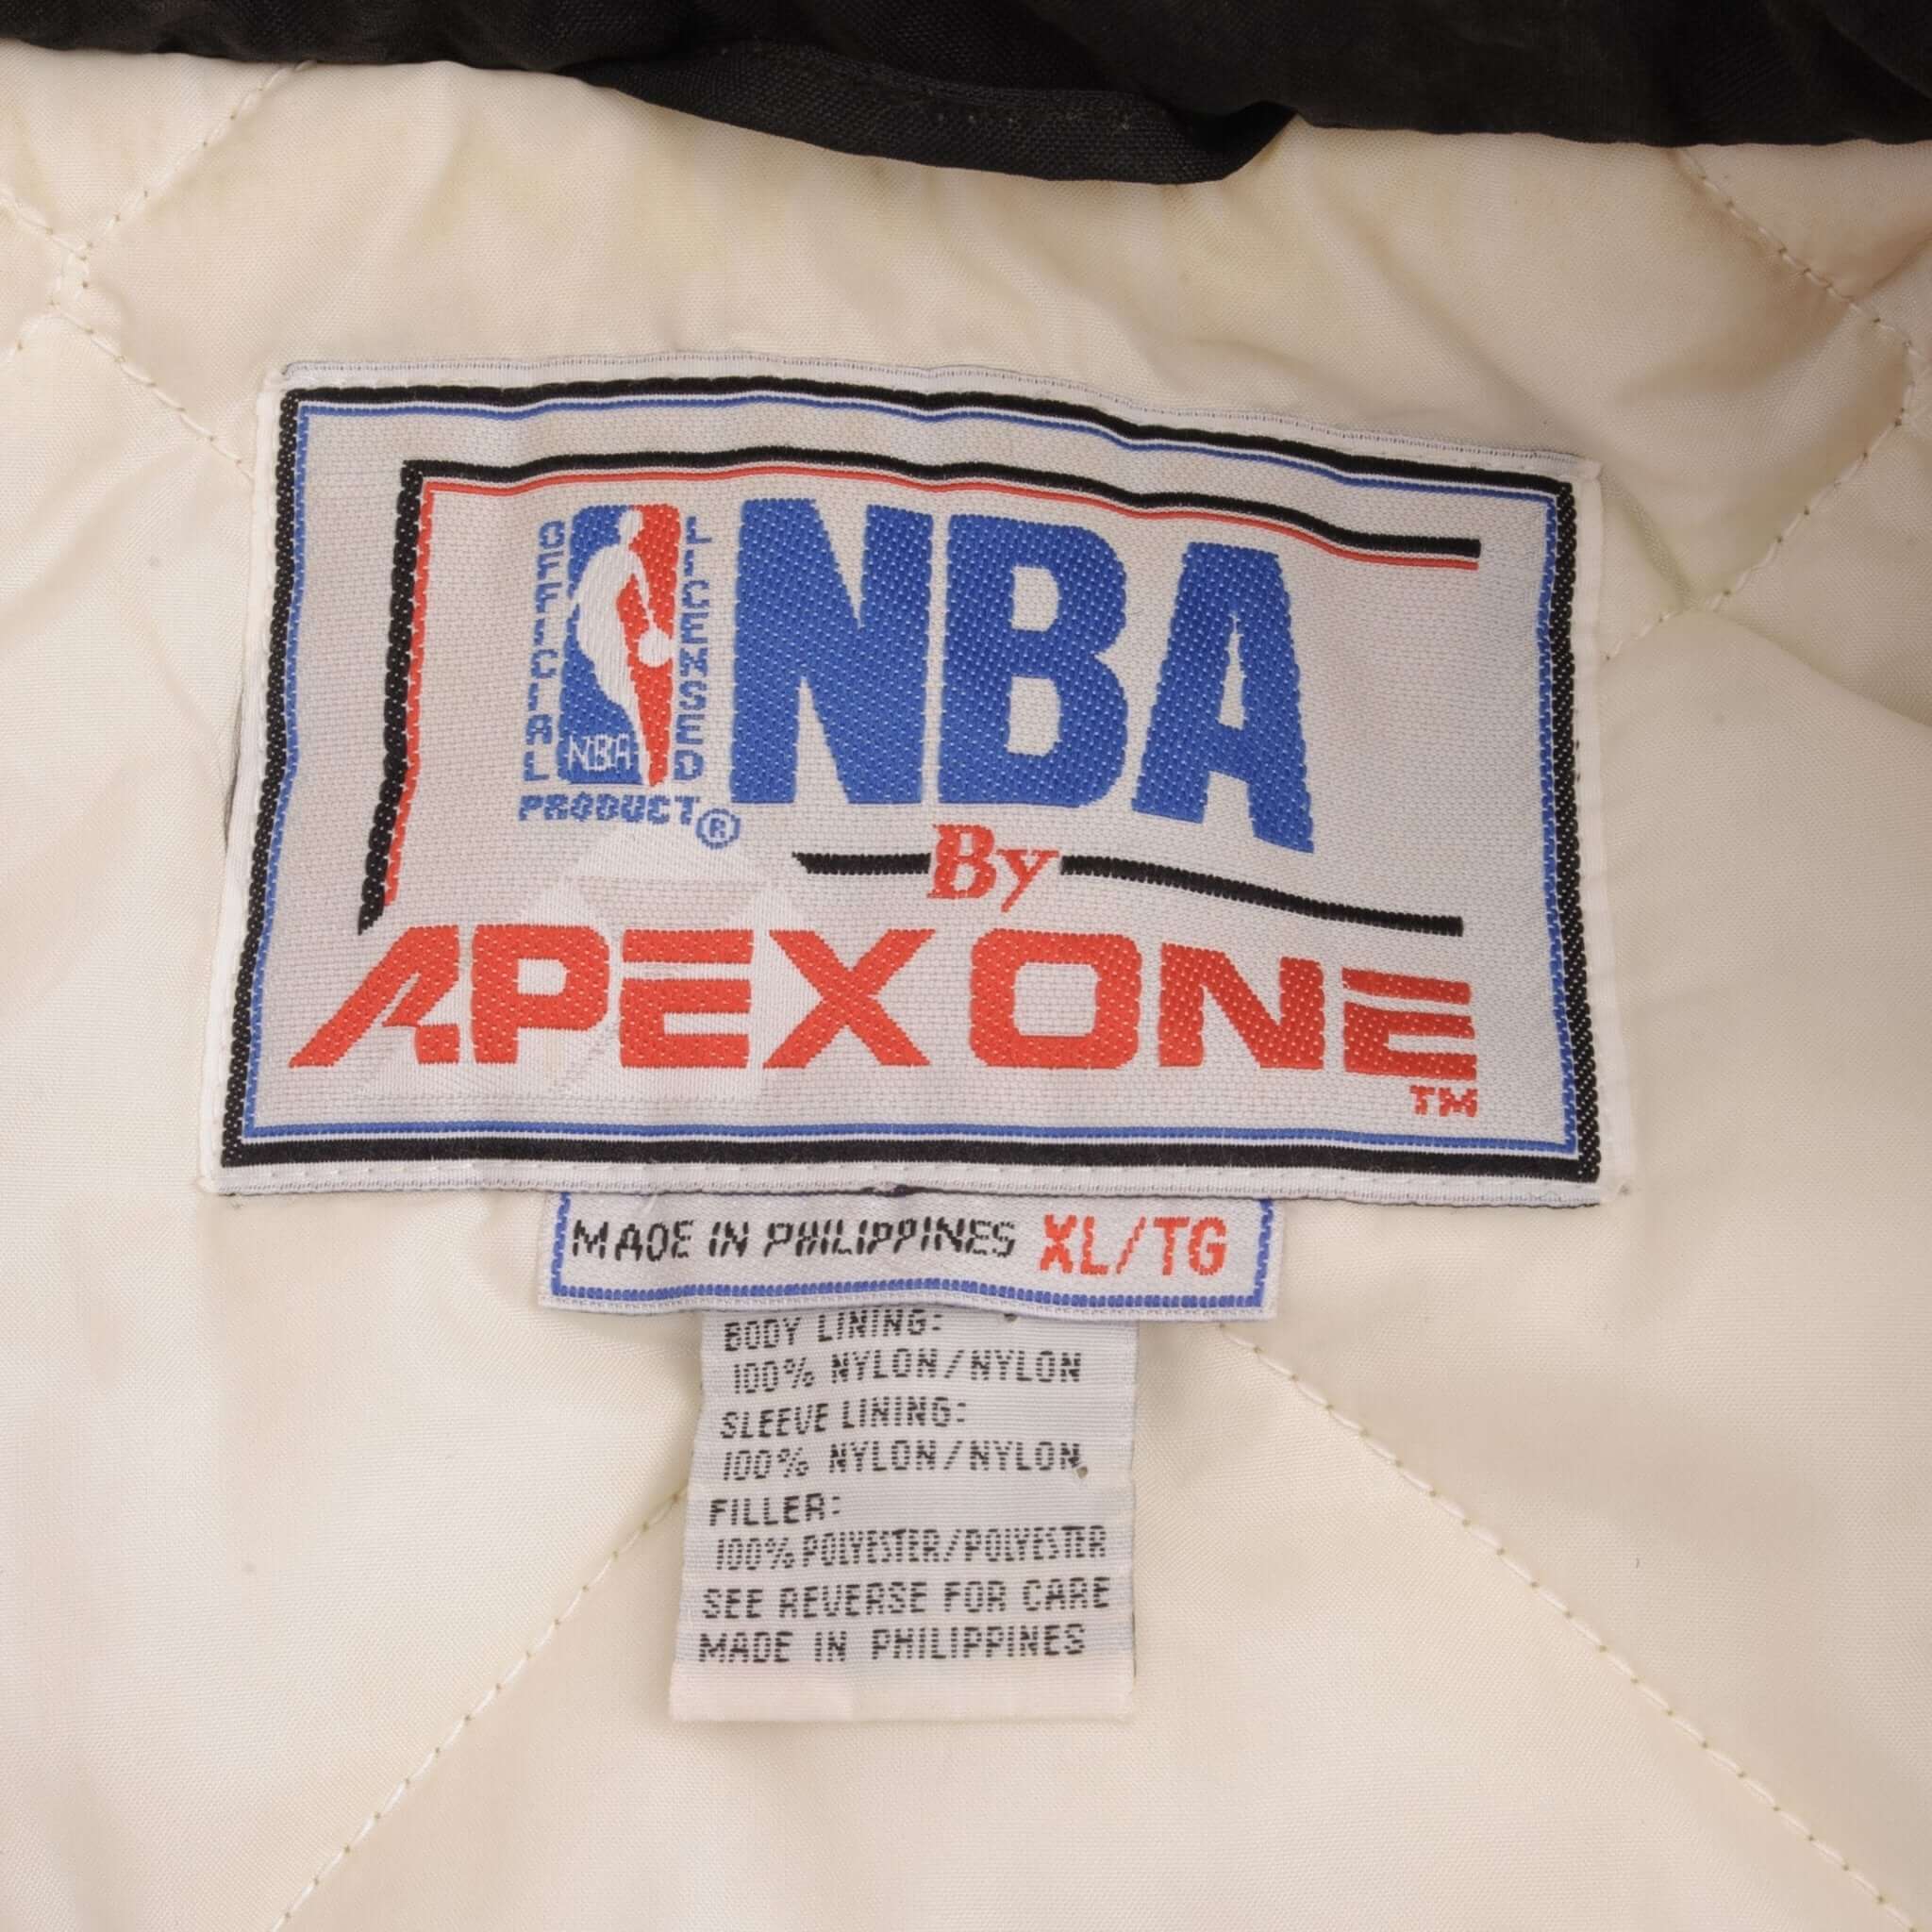 OFFICIAL
LICENSED
NBA
PRODUCT®
NBA
By
APEX ONE
TM
MADE IN PHILIPPINES XL/TG
BODY LINING:
100% NYLON/NYLON
SLEEVE LINING:
100% NYLON/NYLON
FILLER:
100% POLYESTER/POLYESTER
SEE REVERSE FOR CARE
MADE IN PHILIPPINES